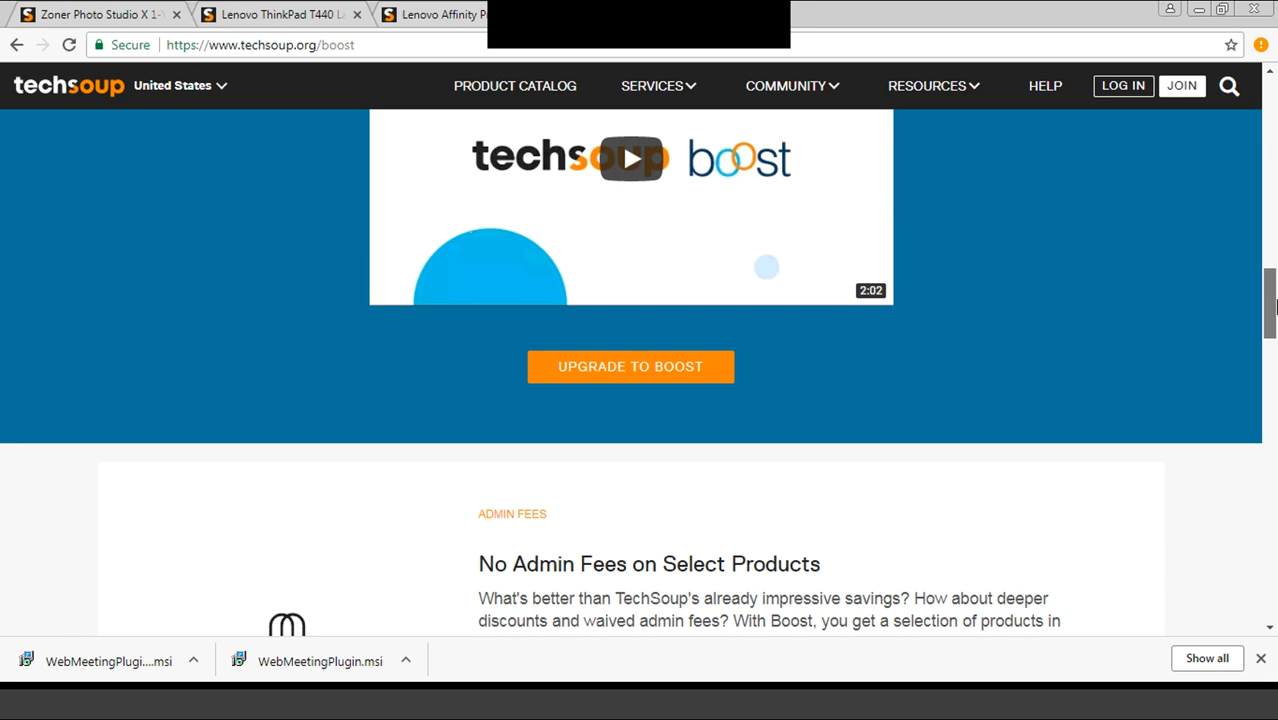 Zoner Photo Studio X 1-
Lenovo ThinkPad T440 La
Lenovo Affinity P
Secure
https://www.techsoup.org/boost
techsoup
United States
PRODUCT CATALOG
SERVICES
COMMUNITY
RESOURCES
HELP
LOG IN
JOIN
techsoup boost
2:02
UPGRADE TO BOOST
ADMIN FEES
No Admin Fees on Select Products
What's better than TechSoup's already impressive savings? How about deeper
discounts and waived admin fees? With Boost, you get a selection of products in
WebMeetingPlugi....msi
WebMeetingPlugin.msi
Show all